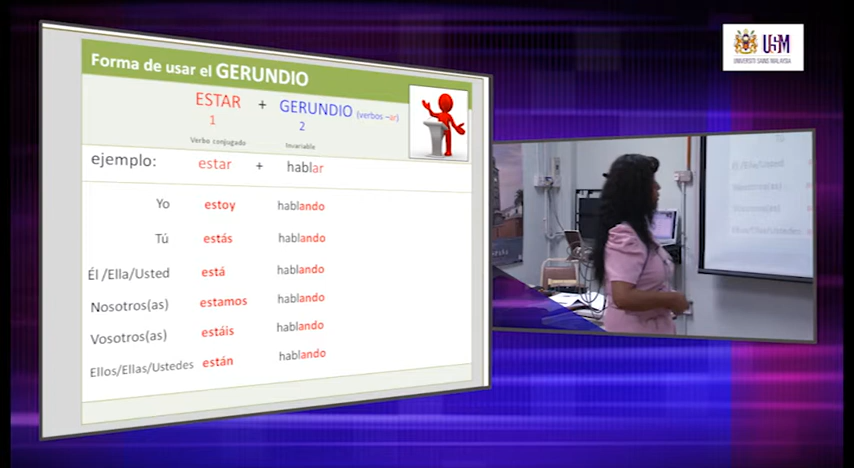 Forma de usar el GERUNDIO
ESTAR + GERUNDIO (verbos –ar)
1 2
Verbo conjugado Invariable
ejemplo: estar + hablar
Yo estoy hablando
Tú estás hablando
Él /Ella/Usted está hablando
Nosotros(as) estamos hablando
Vosotros(as) estáis hablando
Ellos/Ellas/Ustedes están hablando
USM
UNIVERSITI SAINS MALAYSIA